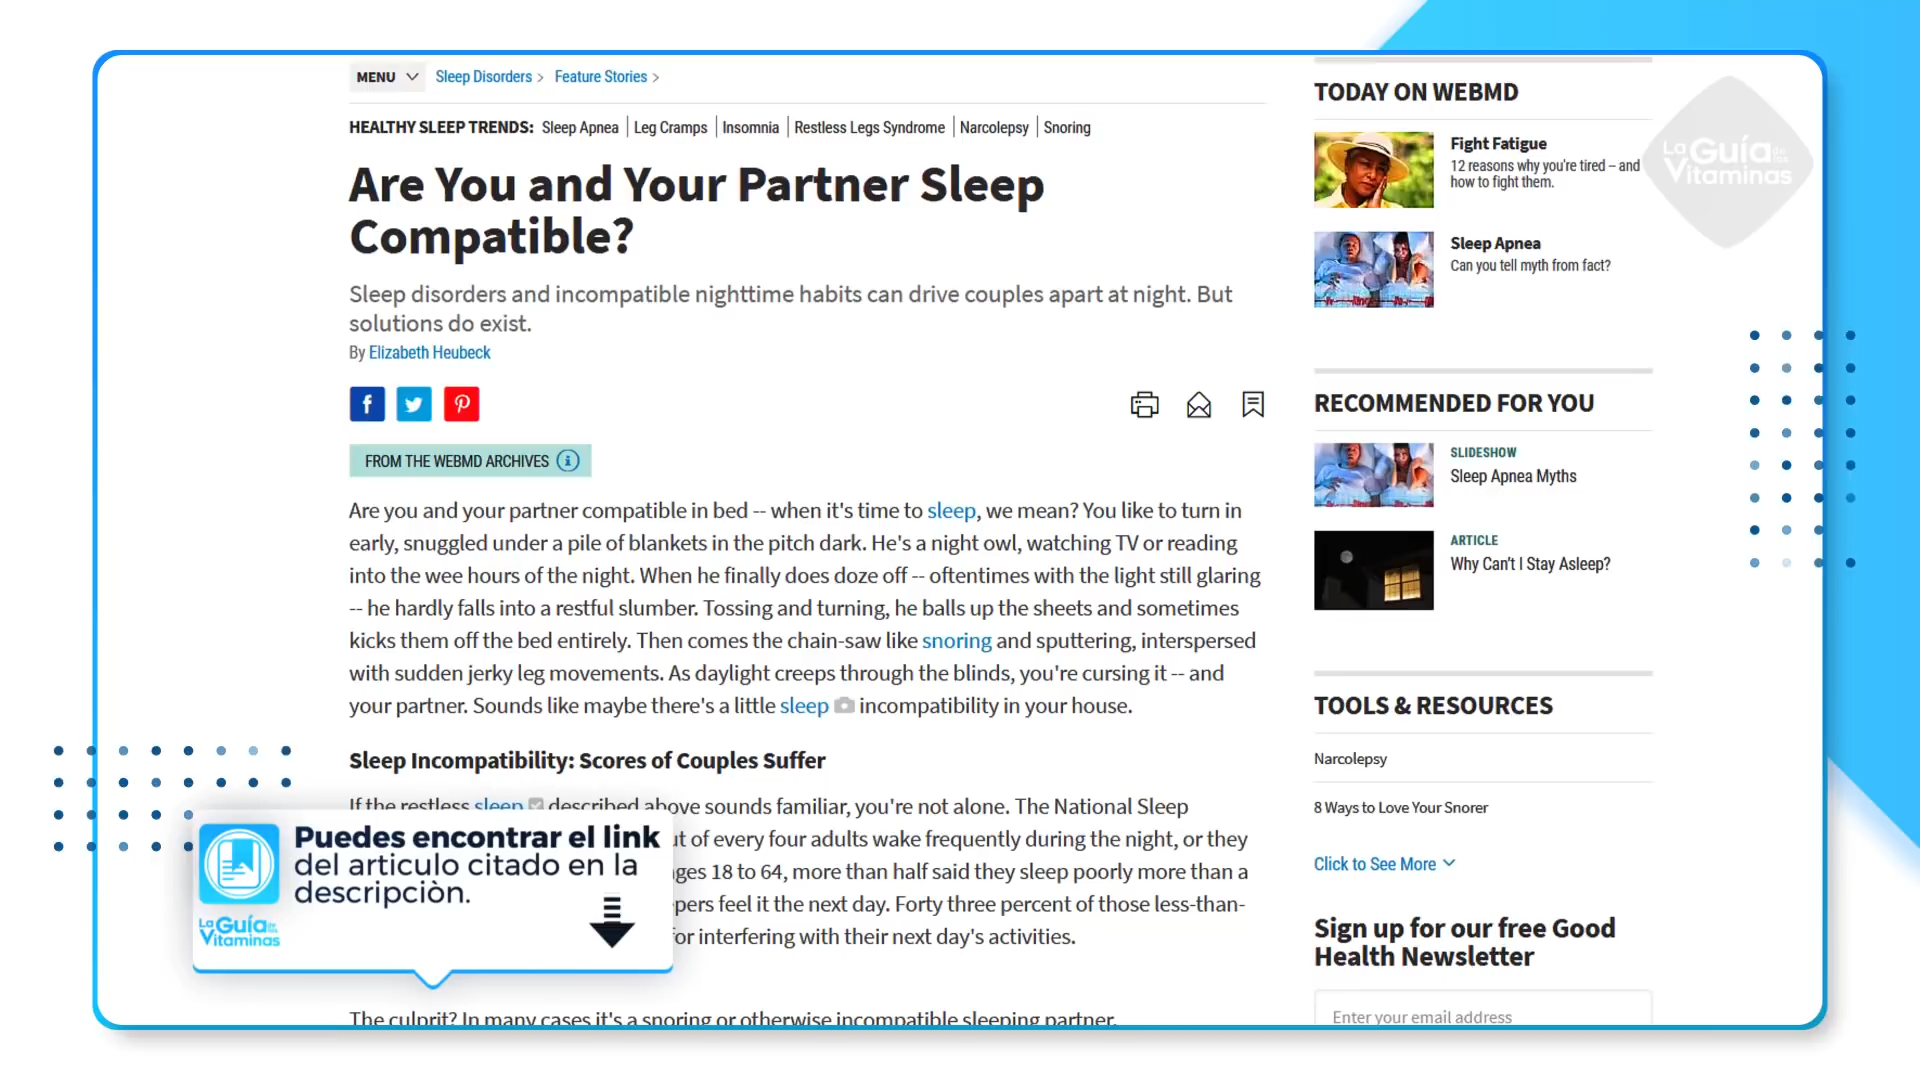 MENU
Sleep Disorders >
Feature Stories >
HEALTHY SLEEP TRENDS: Sleep Apnea | Leg Cramps | Insomnia | Restless Legs Syndrome | Narcolepsy | Snoring
Are You and Your Partner Sleep
Compatible?
Sleep disorders and incompatible nighttime habits can drive couples apart at night. But
solutions do exist.
By Elizabeth Heubeck
FROM THE WEBMD ARCHIVES
Are you and your partner compatible in bed -- when it's time to sleep, we mean? You like to turn in
early, snuggled under a pile of blankets in the pitch dark. He's a night owl, watching TV or reading
into the wee hours of the night. When he finally does doze off -- oftentimes with the light still glaring
-- he hardly falls into a restful slumber. Tossing and turning, he balls up the sheets and sometimes
kicks them off the bed entirely. Then comes the chain-saw like snoring and sputtering, interspersed
with sudden jerky leg movements. As daylight creeps through the blinds, you're cursing it -- and
your partner. Sounds like maybe there's a little sleep incompatibility in your house.
Sleep Incompatibility: Scores of Couples Suffer
If the restless sleep described above sounds familiar, you're not alone. The National Sleep
of every four adults wake frequently during the night, or they
18 to 64, more than half said they sleep poorly more than a
feel it the next day. Forty three percent of those less-than-
for interfering with their next day's activities.
The culprit? In many cases it's a snoring or otherwise incompatible sleeping partner.
Puedes encontrar el link
del articulo citado en la
descripciòn.
La Guía de las
Vitaminas
TODAY ON WEBMD
Fight Fatigue
12 reasons why you're tired -- and
how to fight them.
Sleep Apnea
Can you tell myth from fact?
La Guía de las
Vitaminas
RECOMMENDED FOR YOU
SLIDESHOW
Sleep Apnea Myths
ARTICLE
Why Can't I Stay Asleep?
TOOLS & RESOURCES
Narcolepsy
8 Ways to Love Your Snorer
Click to See More
Sign up for our free Good
Health Newsletter
Enter your email address